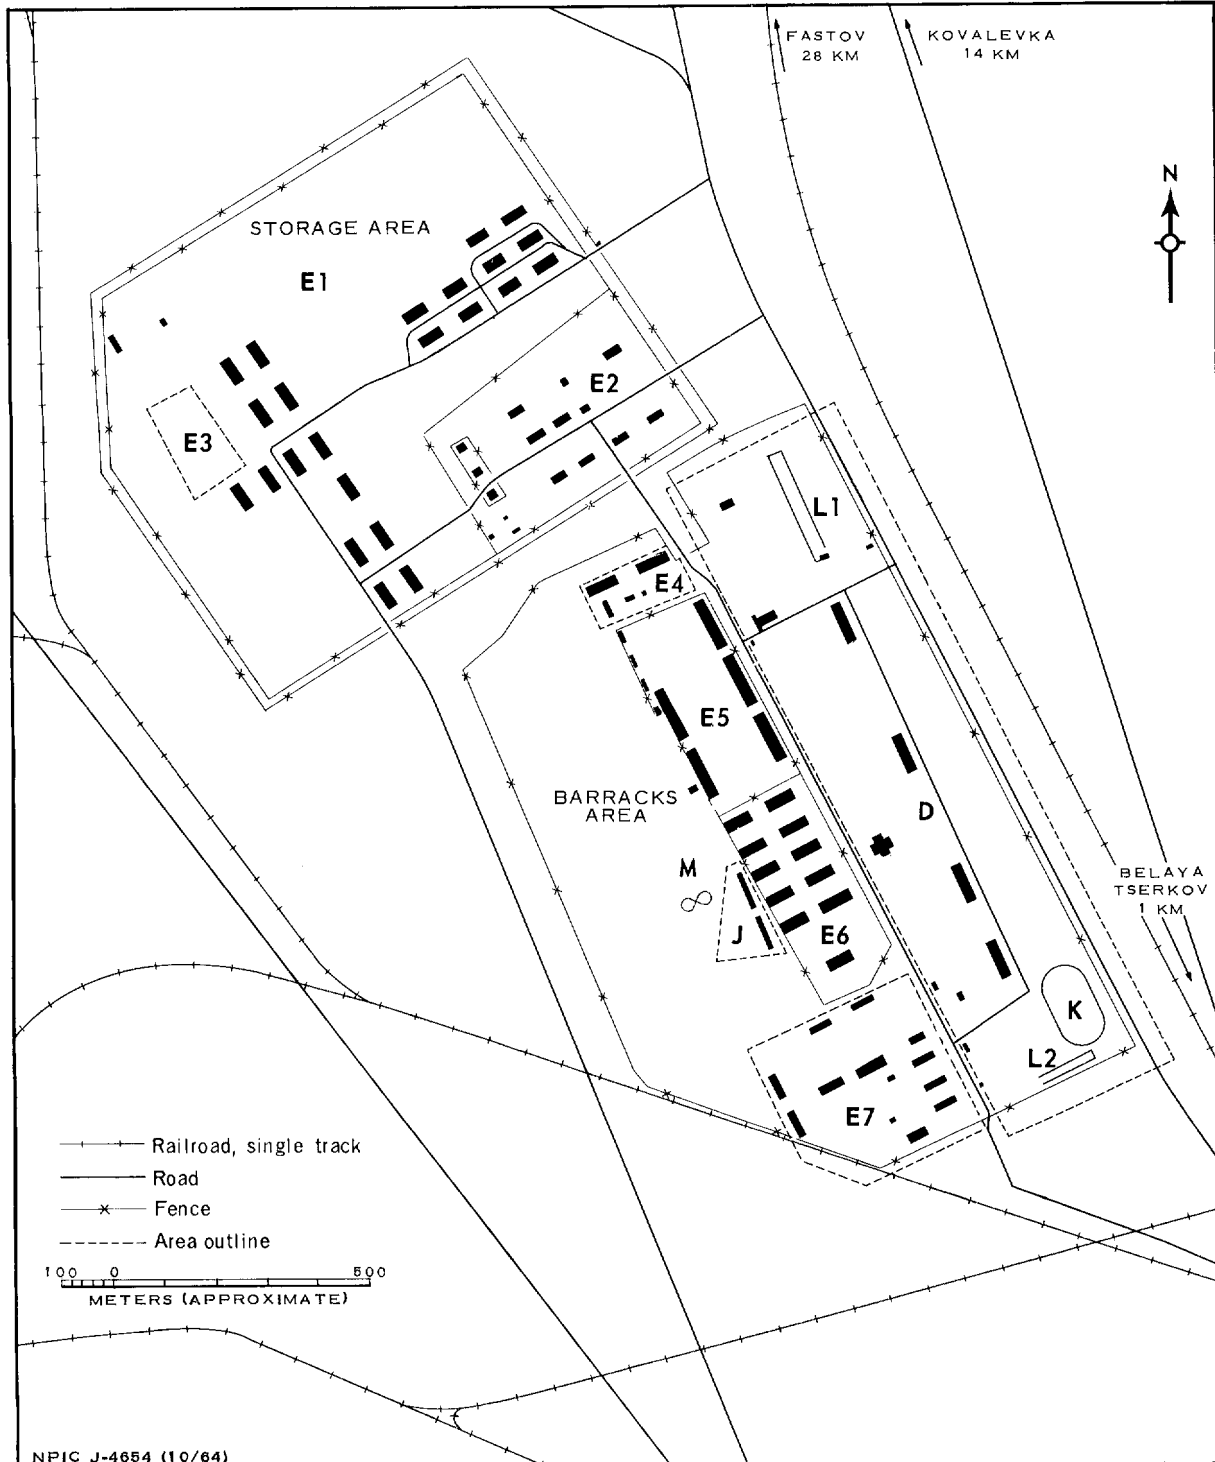 FASTOV
28 KM
KOVALEVKA
14 KM
N
STORAGE AREA
E1
E2
E3
L1
E4
E5
BARRACKS
AREA
D
M
BELAYA
TSERKOV
1 KM
J
E6
K
L2
E7
Railroad, single track
Road
Fence
Area outline
100 0 500
METERS (APPROXIMATE)
NPIC J-4654 (10/64)